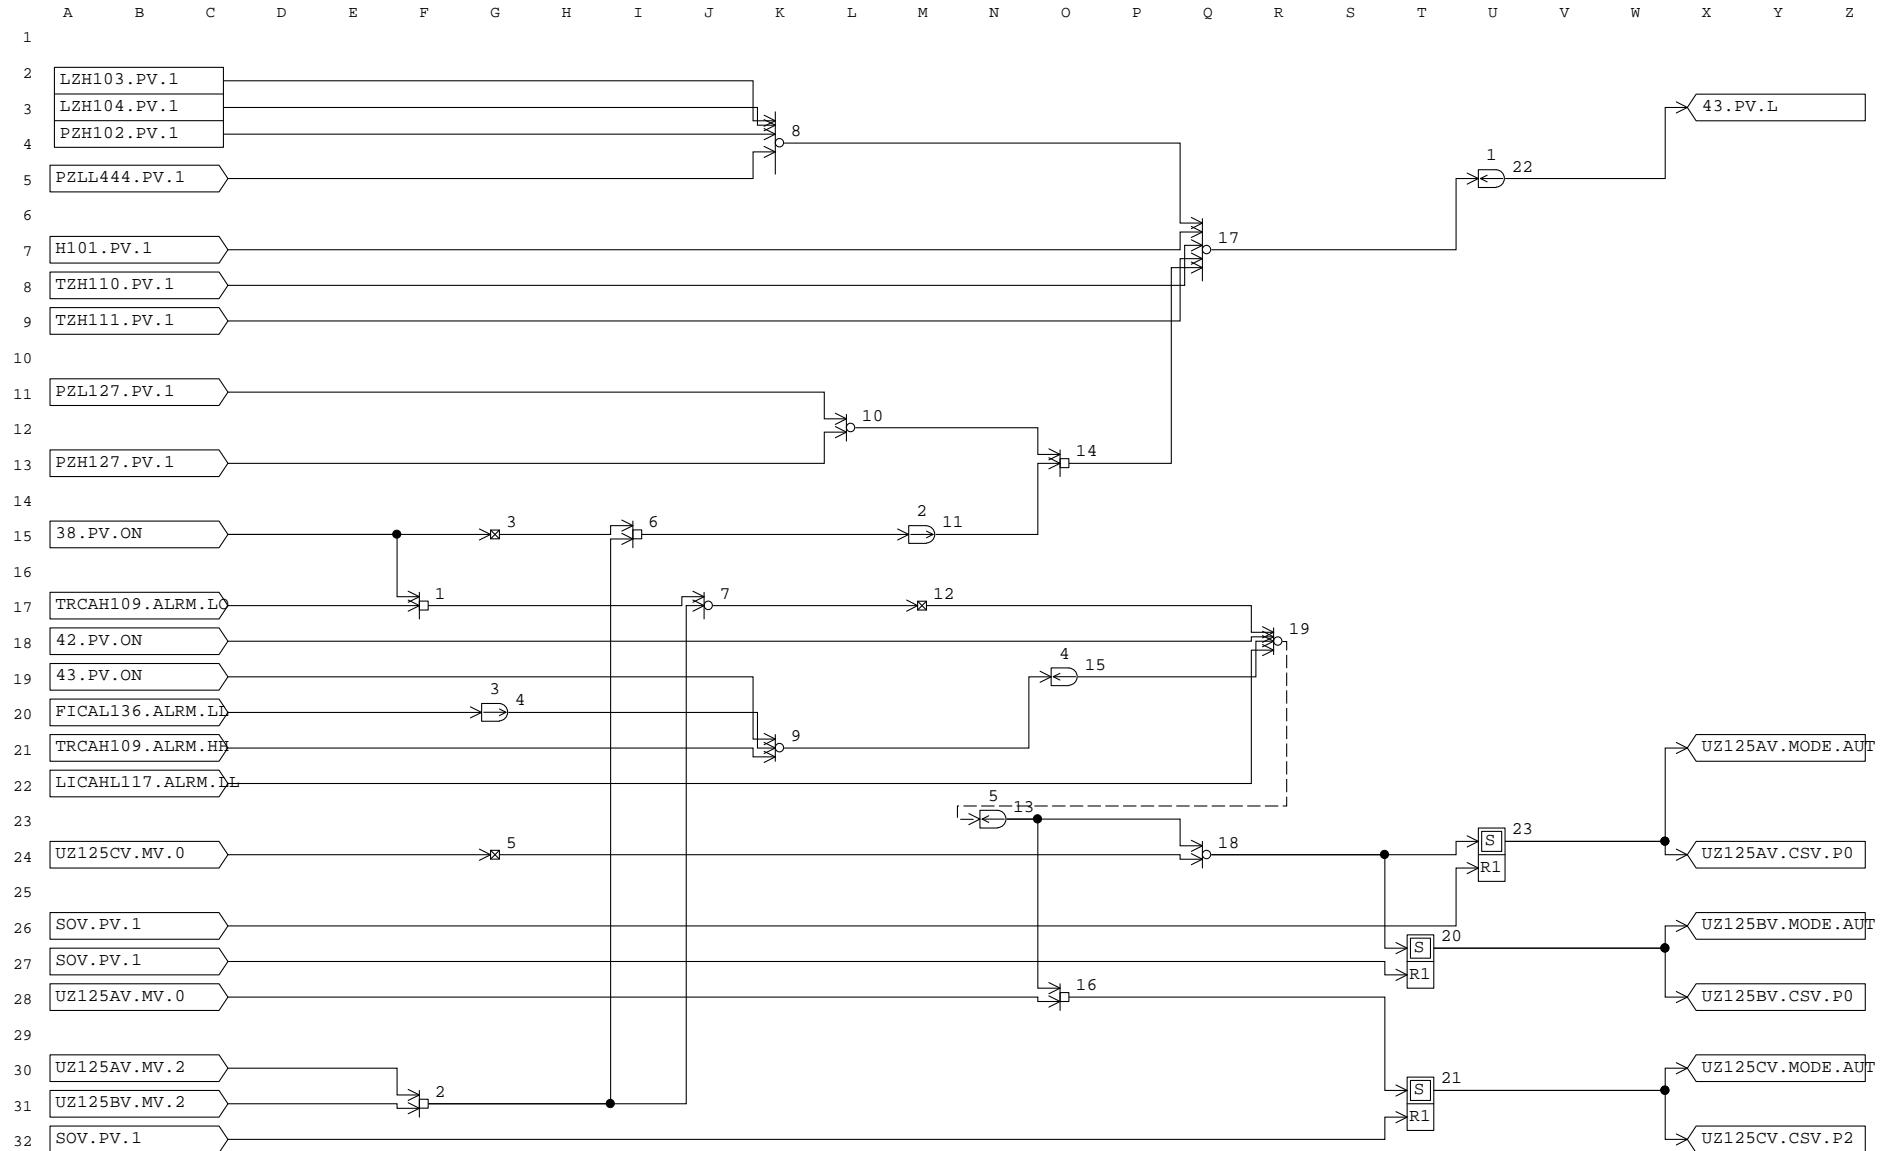 A B C D E F G H I J K L M N O P Q R S T U V W X Y Z
1
2 LZH103.PV.1
3 LZH104.PV.1 43.PV.L
4 PZH102.PV.1 8
1
5 PZLL444.PV.1 22
6
7 H101.PV.1 17
8 TZH110.PV.1
9 TZH111.PV.1
10
11 PZL127.PV.1
12 10
13 PZH127.PV.1 14
14
2
15 38.PV.ON 3 6 11
16
17 TRCAH109.ALRM.LO 1 7 12
18 42.PV.ON 19
4
19 43.PV.ON 15
3
20 FICAL136.ALRM.LL 4
21 TRCAH109.ALRM.HH 9 UZ125AV.MODE.AUT
22 LICAHL117.ALRM.LL
5
13
23 23
S
24 UZ125CV.MV.0 5 18 UZ125AV.CSV.P0
R1
25
26 SOV.PV.1 UZ125BV.MODE.AUT
20
S
27 SOV.PV.1
R1
28 UZ125AV.MV.0 16 UZ125BV.CSV.P0
29
30 UZ125AV.MV.2 UZ125CV.MODE.AUT
21
S
31 UZ125BV.MV.2 2
R1
32 SOV.PV.1 UZ125CV.CSV.P2